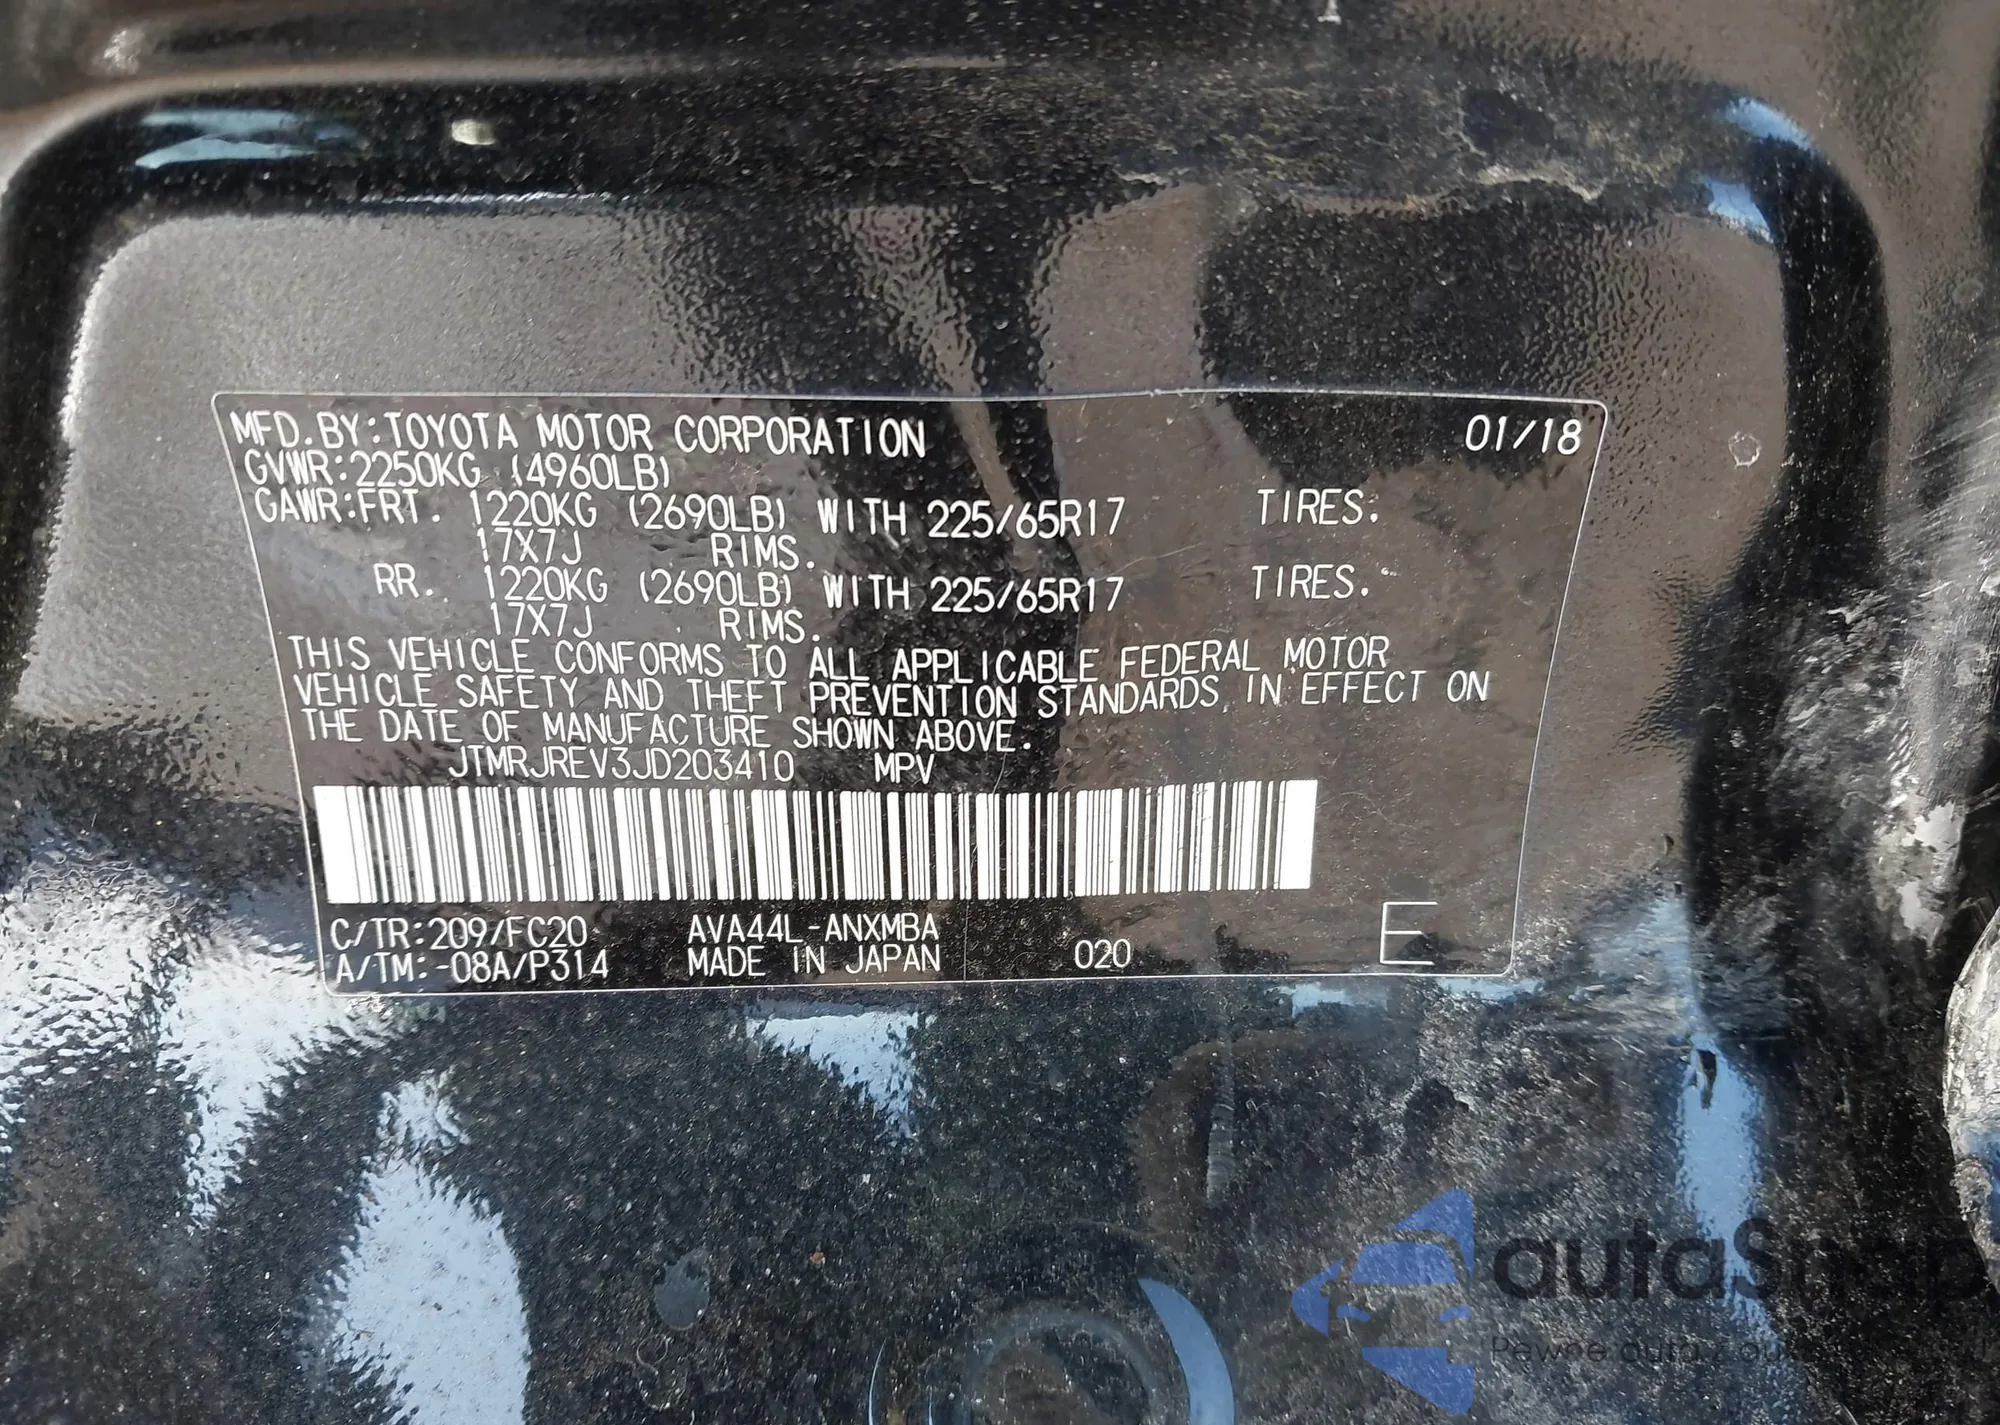 MFD.BY:TOYOTA MOTOR CORPORATION 01/18
GVWR:2250KG (4960LB)
GAWR:FRT. 1220KG (2690LB) WITH 225/65R17 TIRES:
17X7J RIMS.
RR. 1220KG (2690LB) WITH 225/65R17 TIRES.
17X7J RIMS.
THIS VEHICLE CONFORMS TO ALL APPLICABLE FEDERAL MOTOR
VEHICLE SAFETY AND THEFT PREVENTION STANDARDS IN EFFECT ON
THE DATE OF MANUFACTURE SHOWN ABOVE.
JTMRJREV3JD203410 MPV
C/TR:209/FC20 AVA44L-ANXMBA
A/TM:-08A/P314 MADE IN JAPAN 020 E
autaSnap
Pewne auta z